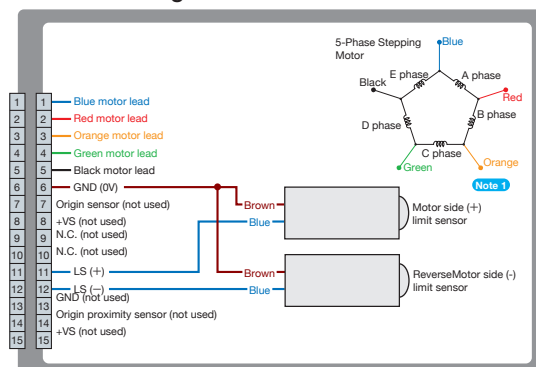 5-Phase Stepping
Motor
Blue
E phase
A phase
Black
Red
B phase
D phase
C phase
Green
Orange
Note 1
1 1 Blue motor lead
2 2 Red motor lead
3 3 Orange motor lead
4 4 Green motor lead
5 5 Black motor lead
6 6 GND (0V)
7 7 Origin sensor (not used)
8 8 +VS (not used)
9 9 N.C. (not used)
10 10 N.C. (not used)
11 11 LS (+)
12 12 LS (−)
13 13 GND (not used)
14 14 Origin proximity sensor (not used)
15 15 +VS (not used)
Brown
Blue
Motor side (+)
limit sensor
Brown
Blue
ReverseMotor side (-)
limit sensor